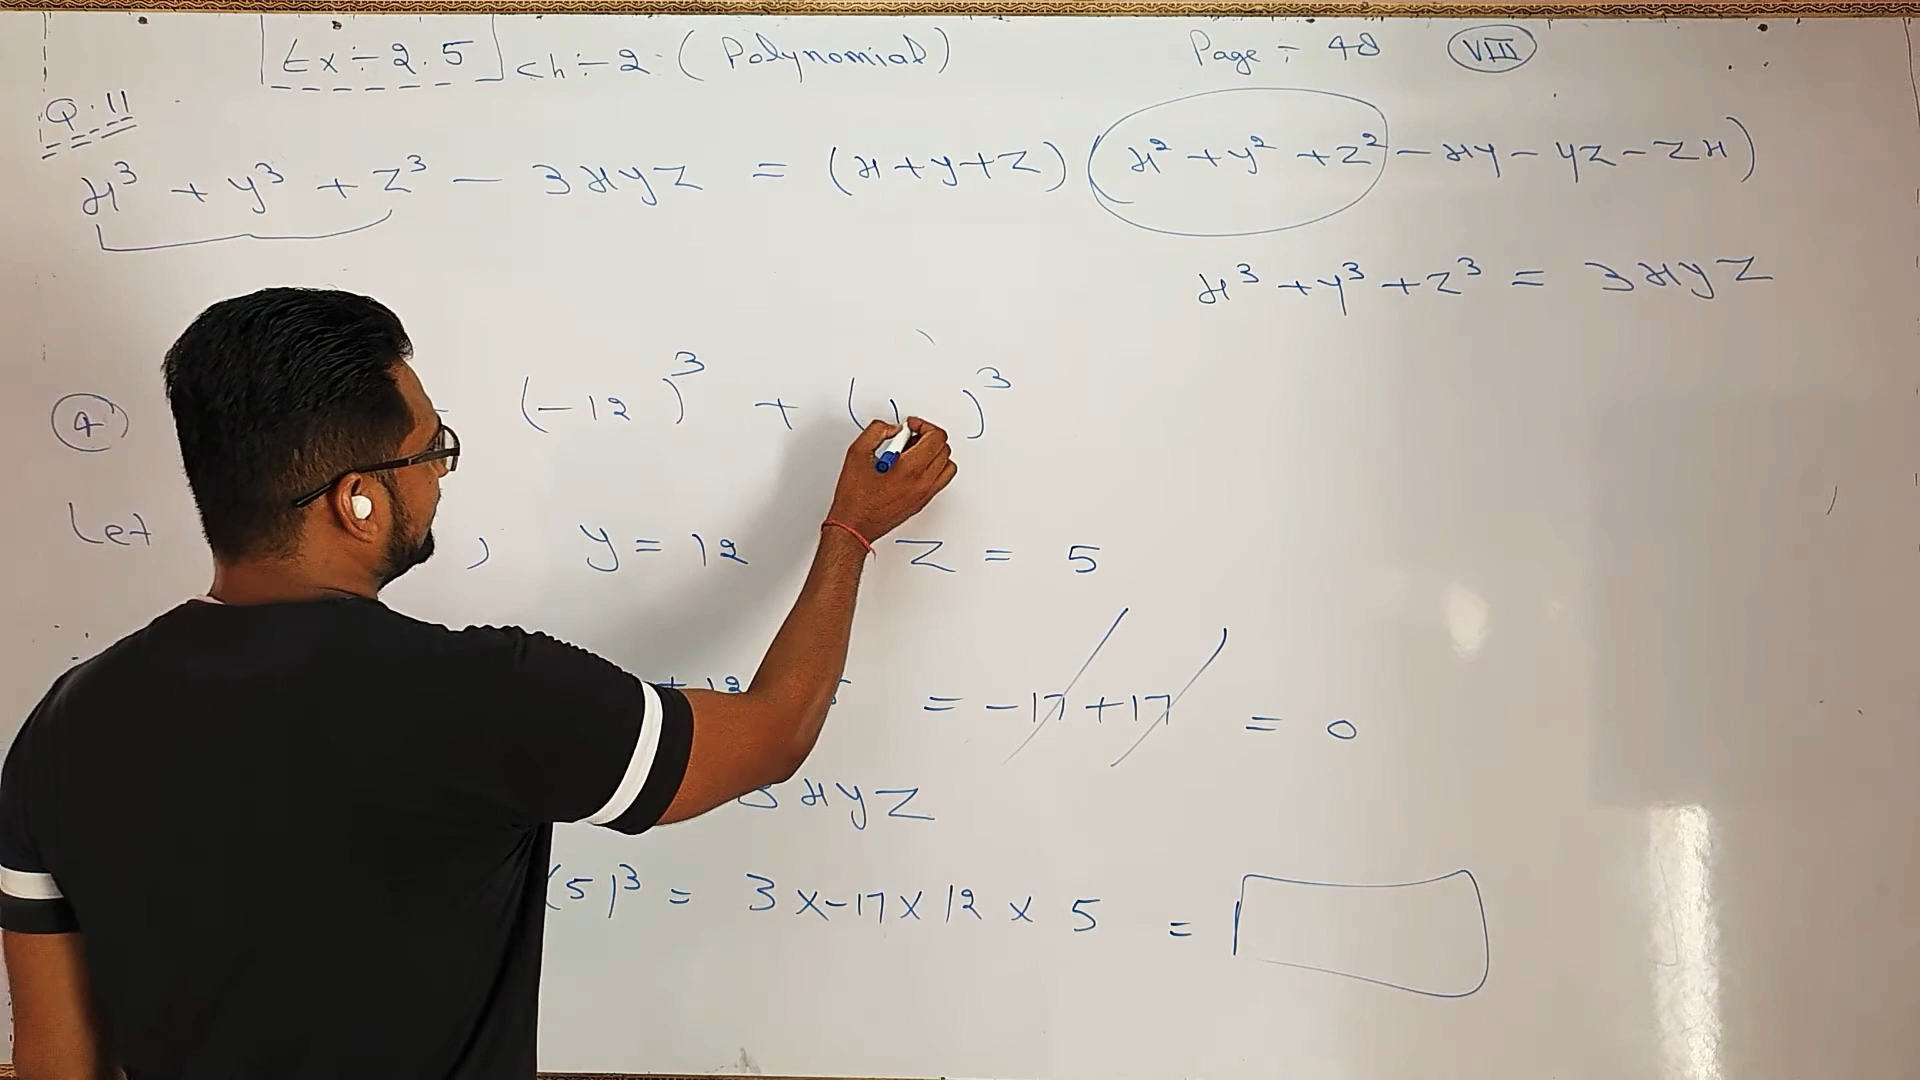 Ex÷2.5 ch÷2: (Polynomial) Page÷ 48 VIII
Q.11
x³ + y³ + z³ - 3xyz = (x+y+z) (x² + y² + z² - xy - yz - zx)
x³ + y³ + z³ = 3xyz
(-12)³ + ( )³
Let , y = 12 z = 5
+ 12 = -17 + 17 = 0
3xyz
(5)³ = 3 x -17 x 12 x 5 =